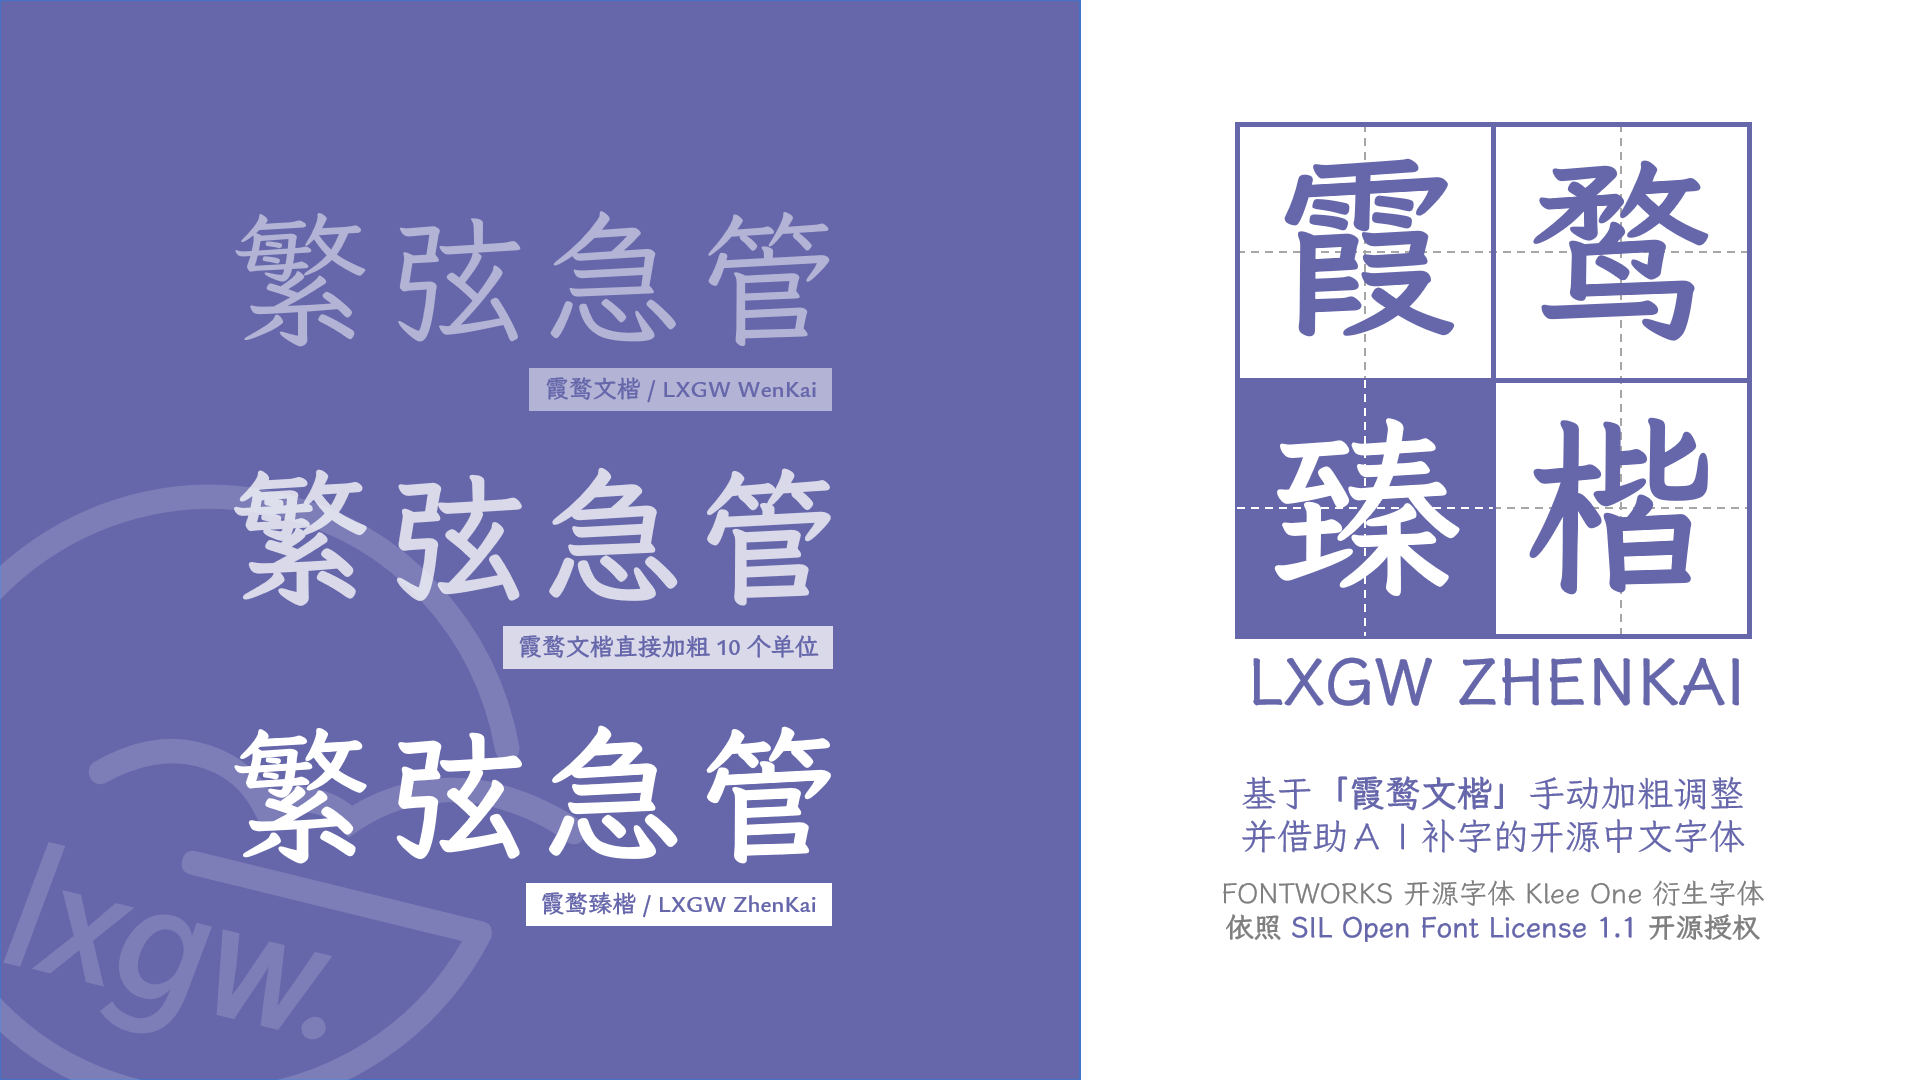 繁弦急管
霞鹜文楷 / LXGW WenKai
繁弦急管
霞鹜文楷直接加粗 10 个单位
繁弦急管
霞鹜臻楷 / LXGW ZhenKai
lxgw.
霞鹜
臻楷
LXGW ZHENKAI
基于「霞鹜文楷」手动加粗调整
并借助ＡＩ补字的开源中文字体
FONTWORKS 开源字体 Klee One 衍生字体
依照 SIL Open Font License 1.1 开源授权